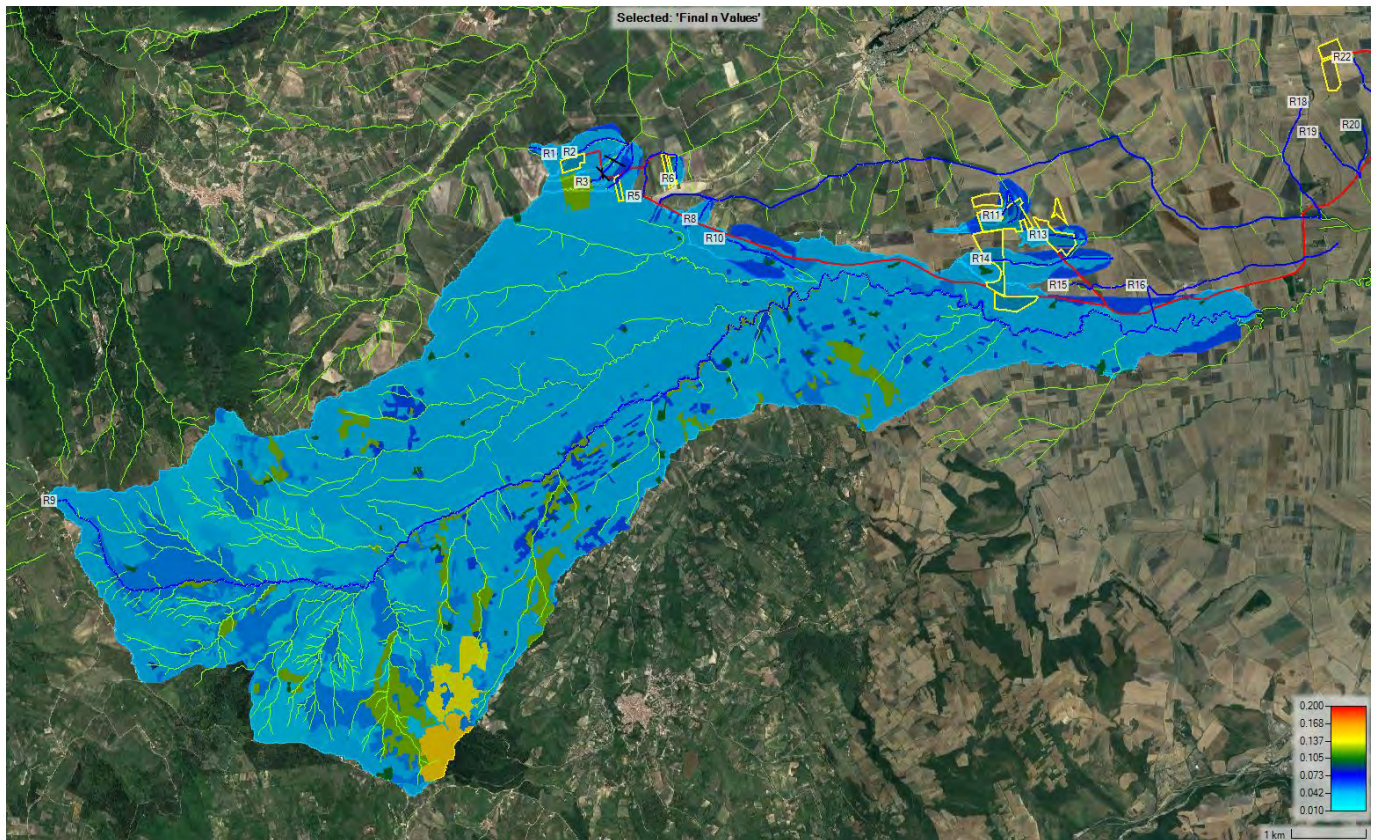 Selected: 'Final n Values'
R22
R18
R19
R20
R1
R2
R3
R6
R5
R8
R10
R11
R13
R14
R15
R16
R9
0.200
0.168
0.137
0.105
0.073
0.042
0.010
1 km